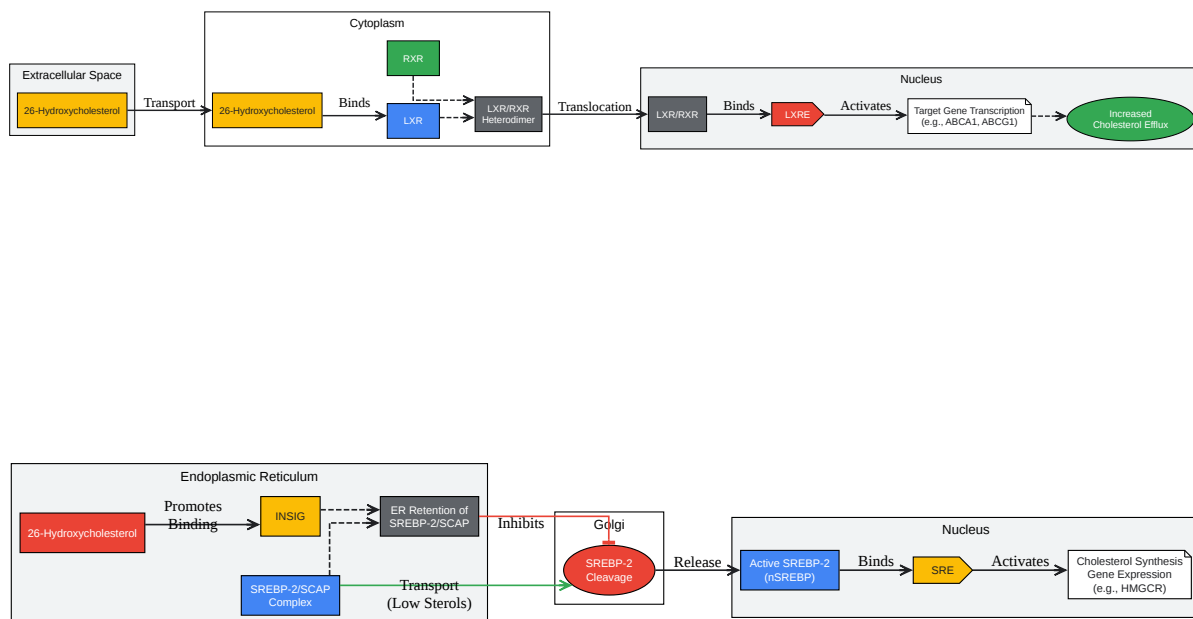 Cytoplasm
Extracellular Space
26-Hydroxycholesterol
Transport
26-Hydroxycholesterol
Binds
RXR
LXR
LXR/RXR
Heterodimer
Translocation
Nucleus
LXR/RXR
Binds
LXRE
Activates
Target Gene Transcription
(e.g., ABCA1, ABCG1)
Increased
Cholesterol Efflux
Endoplasmic Reticulum
26-Hydroxycholesterol
Promotes
Binding
INSIG
ER Retention of
SREBP-2/SCAP
SREBP-2/SCAP
Complex
Inhibits
Transport
(Low Sterols)
Golgi
SREBP-2
Cleavage
Release
Nucleus
Active SREBP-2
(nSREBP)
Binds
SRE
Activates
Cholesterol Synthesis
Gene Expression
(e.g., HMGCR)